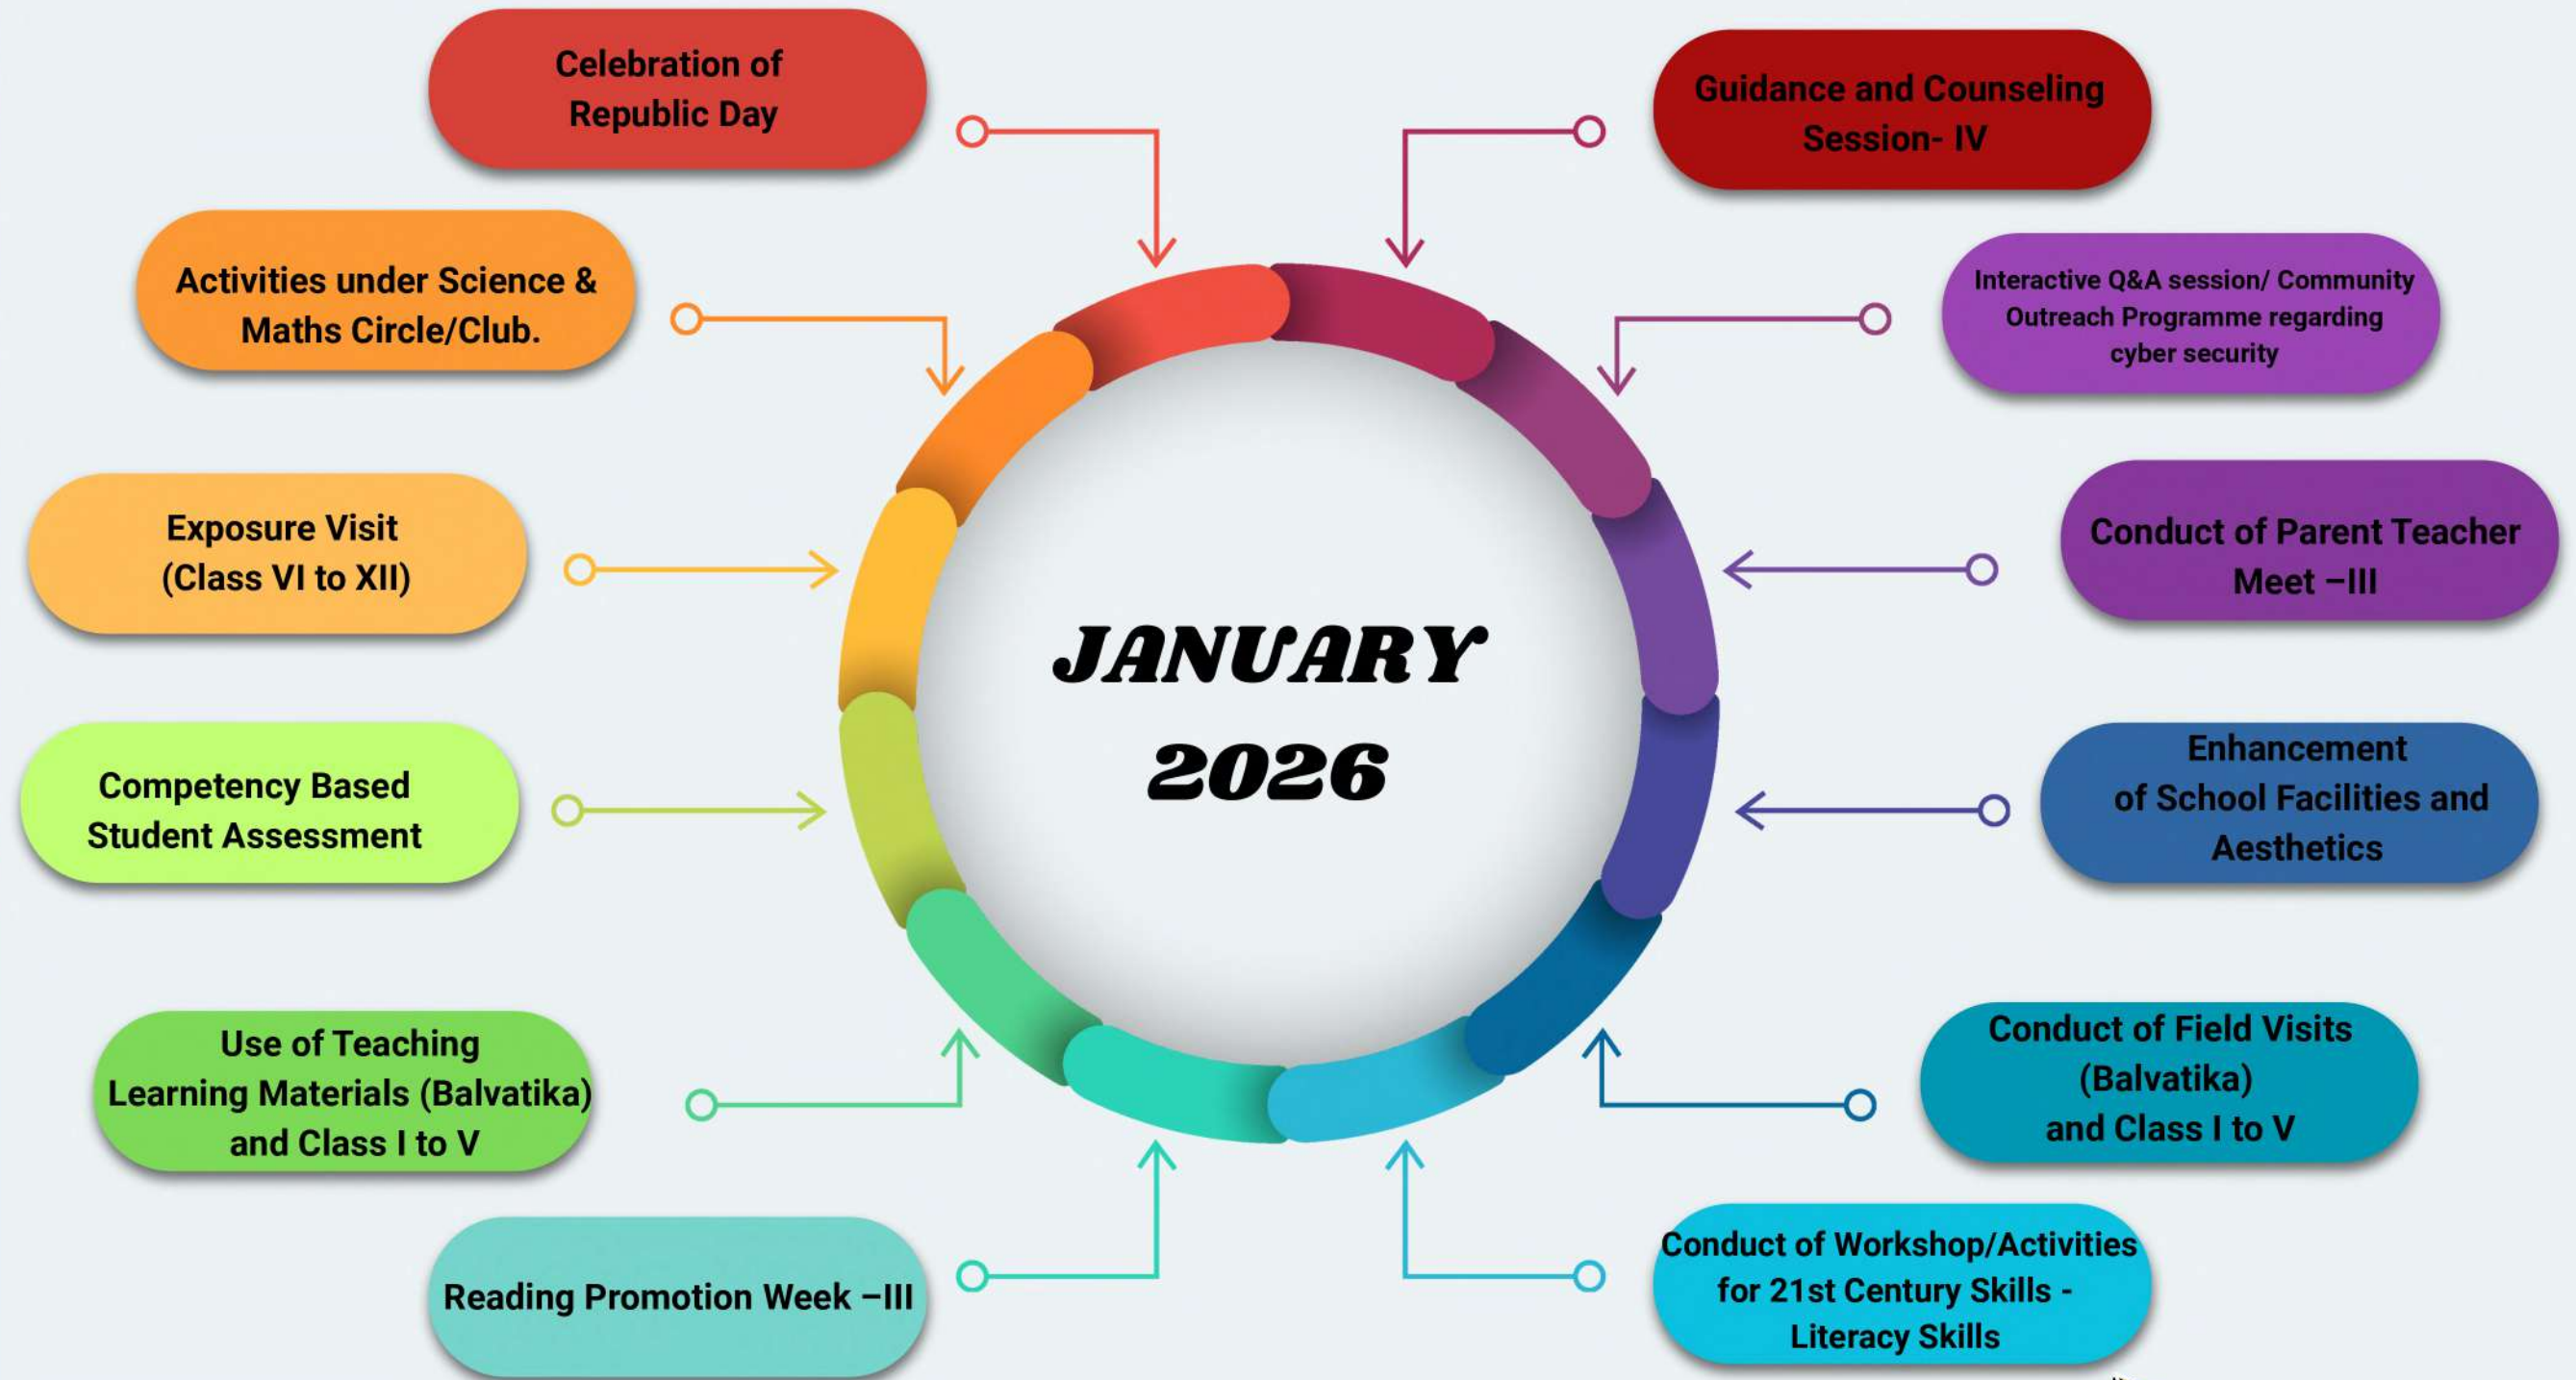 Celebration of
Republic Day
Guidance and Counseling
Session- IV
Activities under Science &
Maths Circle/Club.
Interactive Q&A session/ Community
Outreach Programme regarding
cyber security
Exposure Visit
(Class VI to XII)
Conduct of Parent Teacher
Meet –III
JANUARY
2026
Competency Based
Student Assessment
Enhancement
of School Facilities and
Aesthetics
Use of Teaching
Learning Materials (Balvatika)
and Class I to V
Conduct of Field Visits
(Balvatika)
and Class I to V
Reading Promotion Week –III
Conduct of Workshop/Activities
for 21st Century Skills -
Literacy Skills